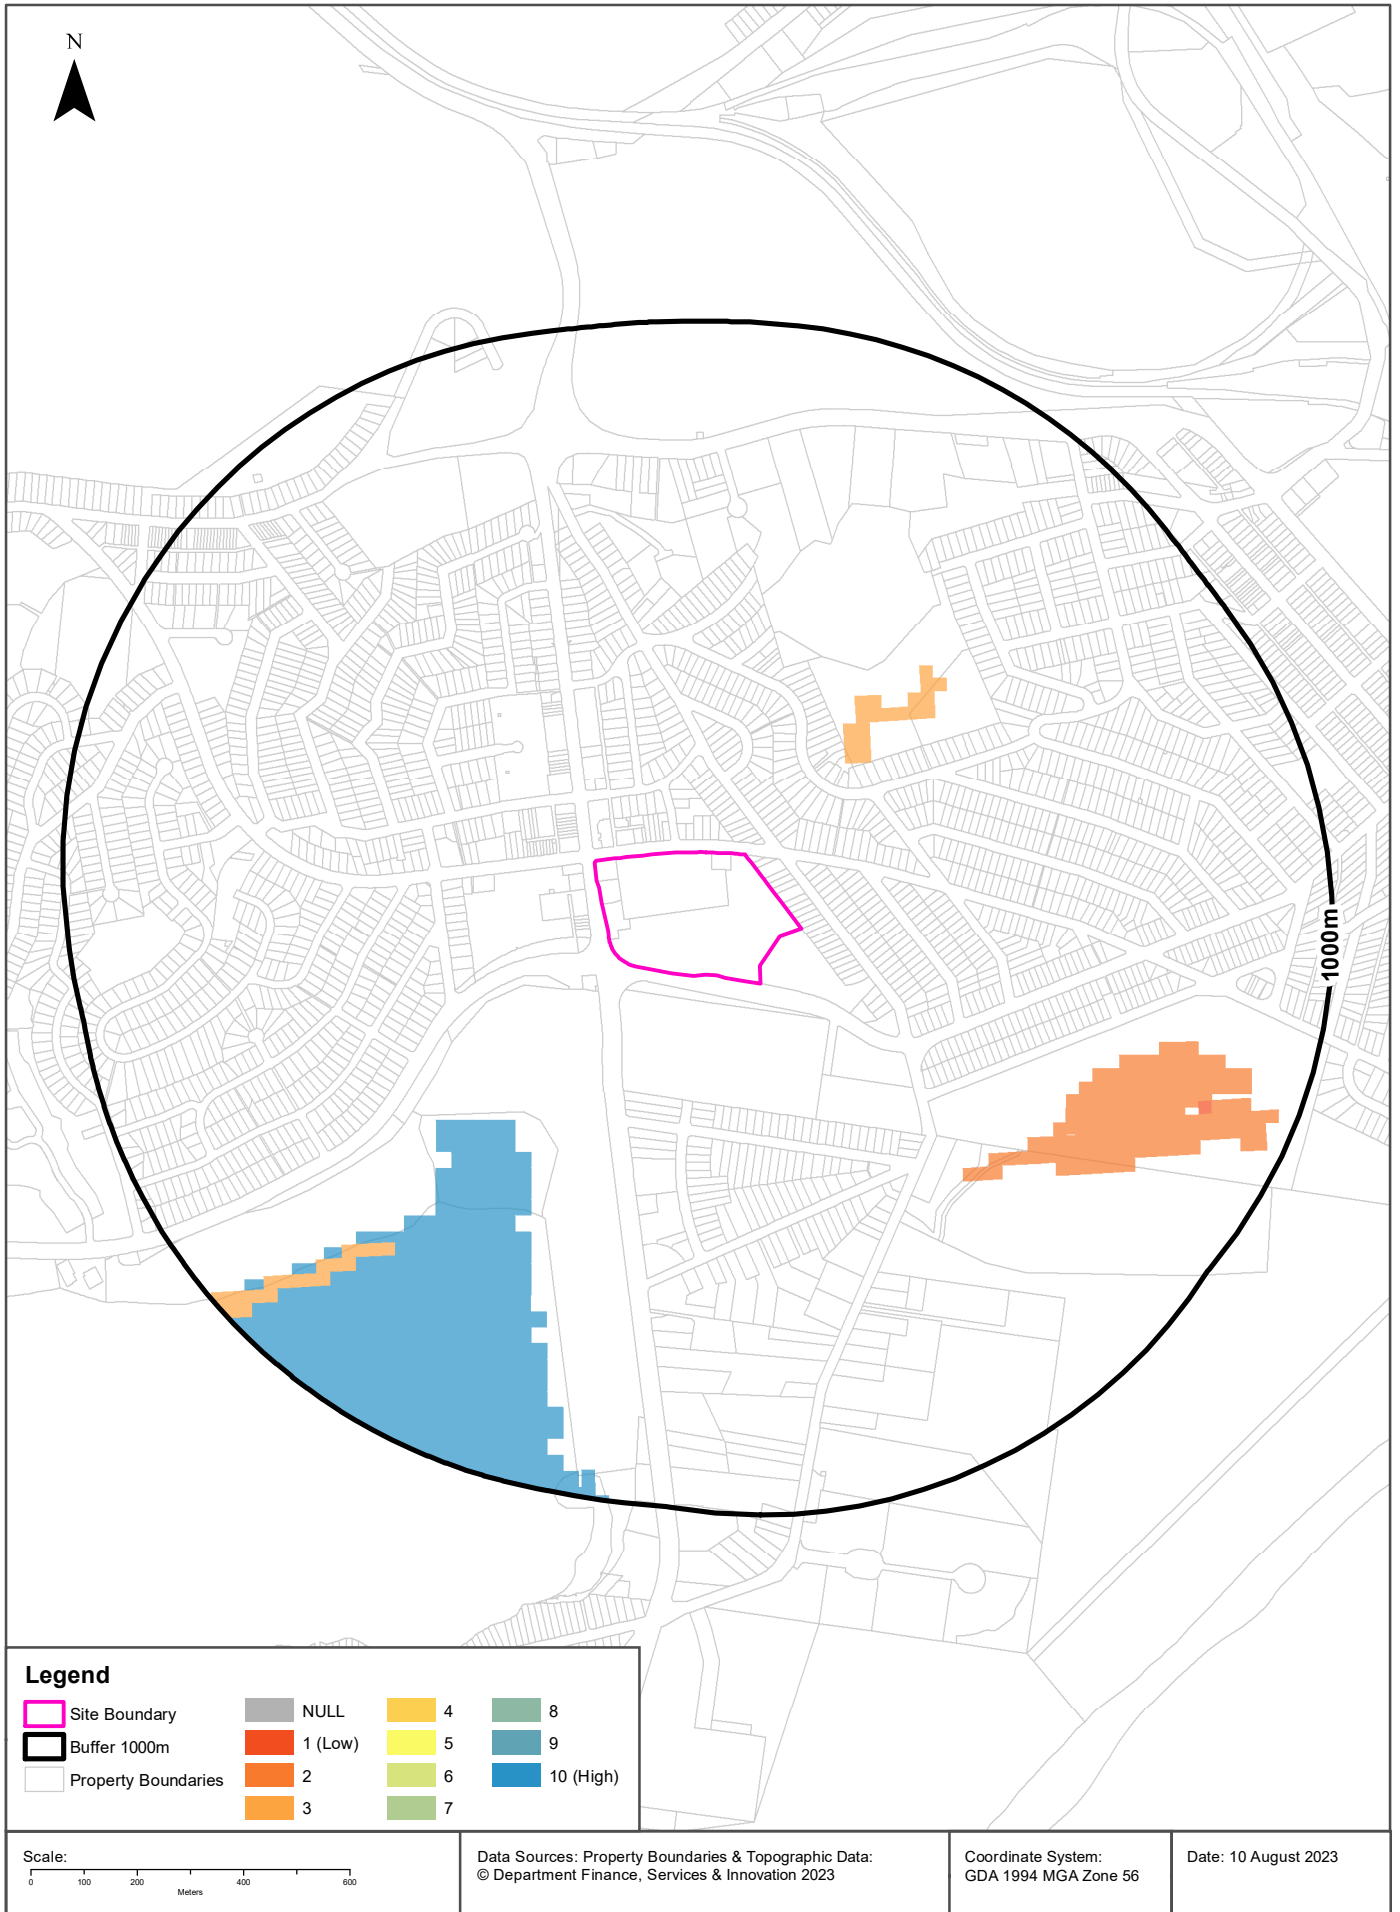 N
1000m
Legend
Site Boundary
Buffer 1000m
Property Boundaries
NULL
1 (Low)
2
3
4
5
6
7
8
9
10 (High)
Scale:
0 100 200 400 600
Meters
Data Sources: Property Boundaries & Topographic Data:
© Department Finance, Services & Innovation 2023
Coordinate System:
GDA 1994 MGA Zone 56
Date: 10 August 2023